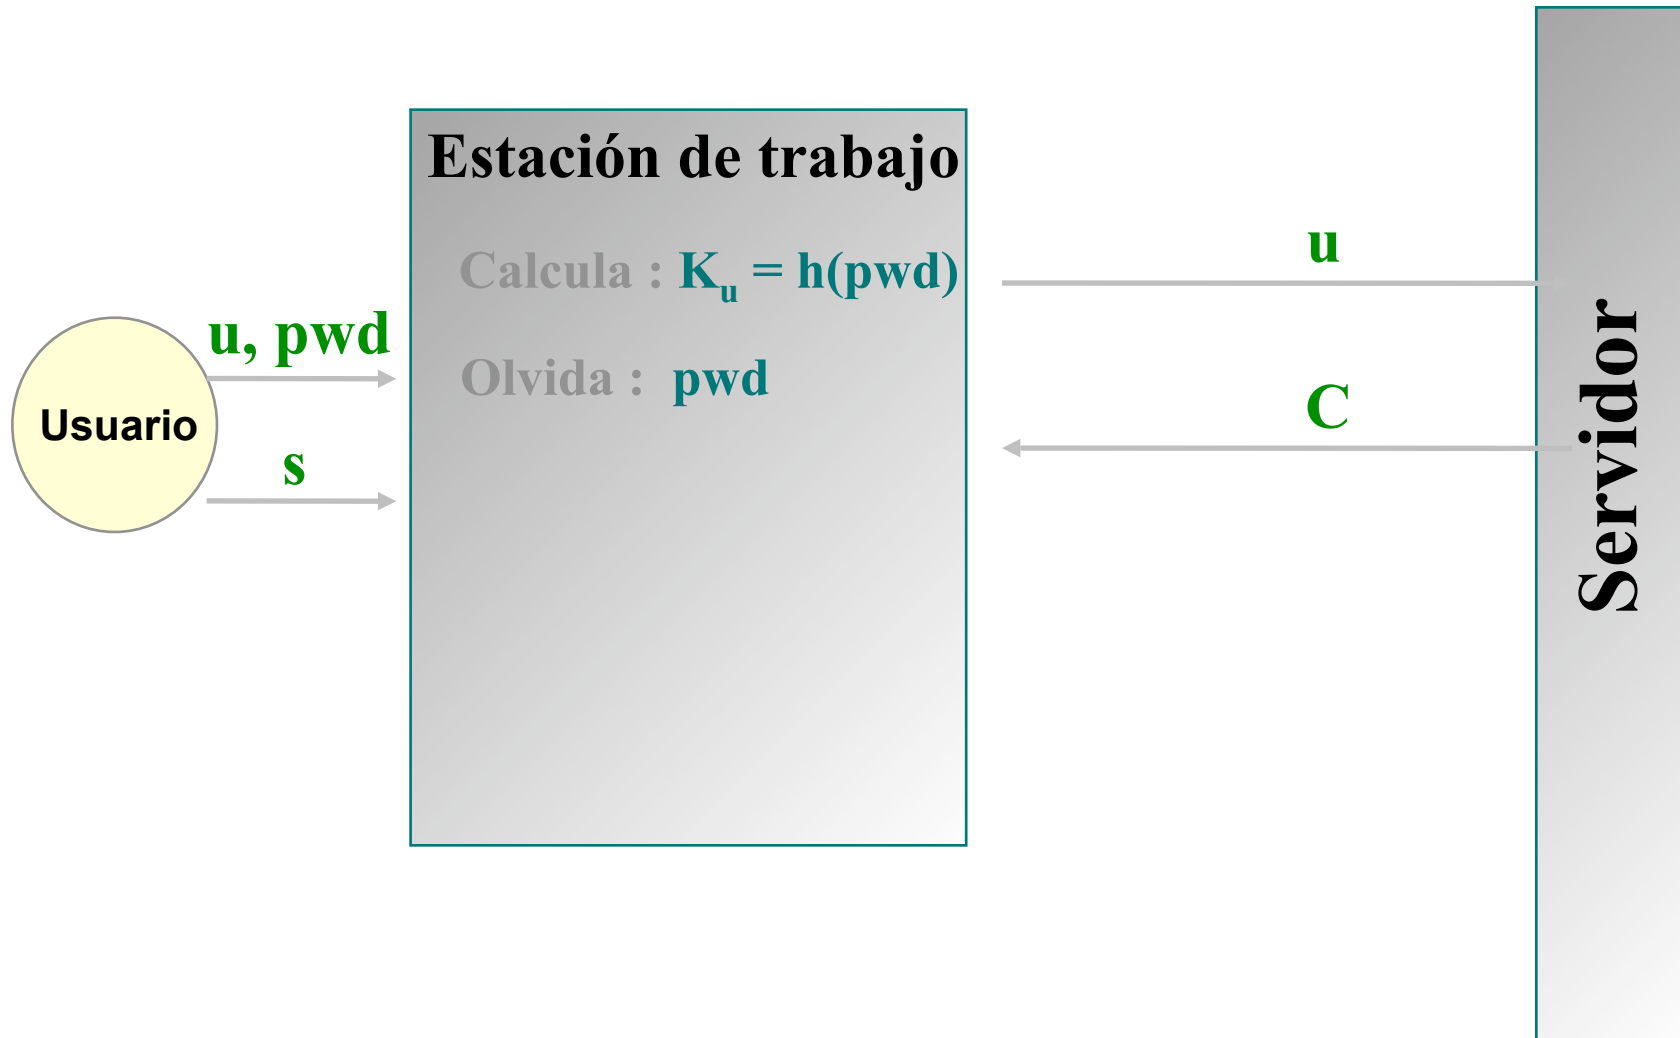 Estación de trabajo
Calcula : Ku = h(pwd)
Olvida : pwd
u, pwd
Usuario
s
u
C
Servidor